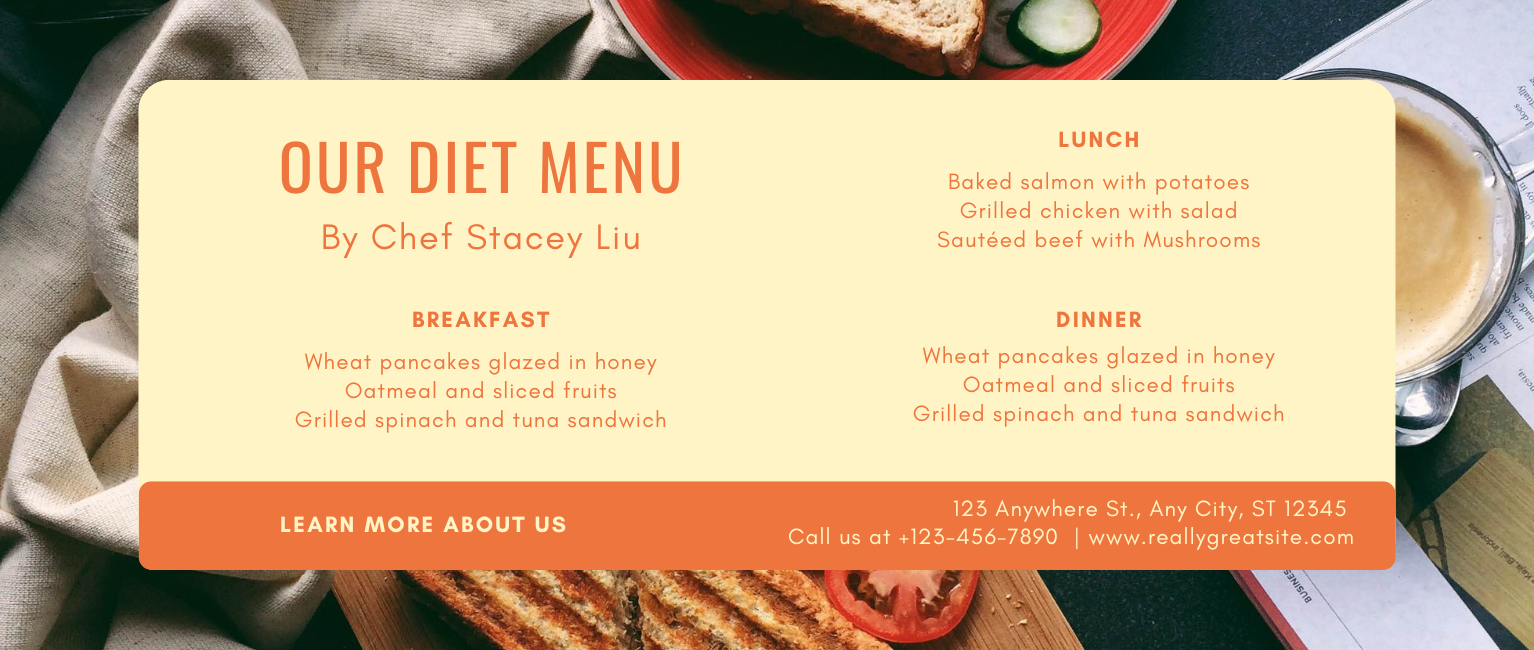 OUR DIET MENU
By Chef Stacey Liu
BREAKFAST
Wheat pancakes glazed in honey
Oatmeal and sliced fruits
Grilled spinach and tuna sandwich
LUNCH
Baked salmon with potatoes
Grilled chicken with salad
Sautéed beef with Mushrooms
DINNER
Wheat pancakes glazed in honey
Oatmeal and sliced fruits
Grilled spinach and tuna sandwich
LEARN MORE ABOUT US
123 Anywhere St., Any City, ST 12345
Call us at +123-456-7890 | www.reallygreatsite.com